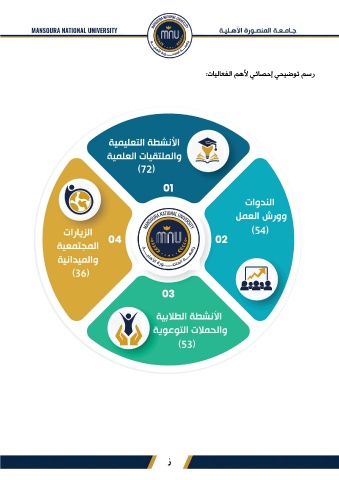 MANSOURA NATIONAL UNIVERSITY
MNU
جامعة المنصورة الأهلية
رسم توضيحي إحصائي لأهم الفعاليات:
الأنشطة التعليمية
والملتقيات العلمية
(72)
01
الندوات
وورش العمل
(54)
02
MANSOURA NATIONAL UNIVERSITY
MNU
جامعة المنصورة الأهلية
04
الزيارات
المجتمعية
والميدانية
(36)
03
الأنشطة الطلابية
والحملات التوعوية
(53)